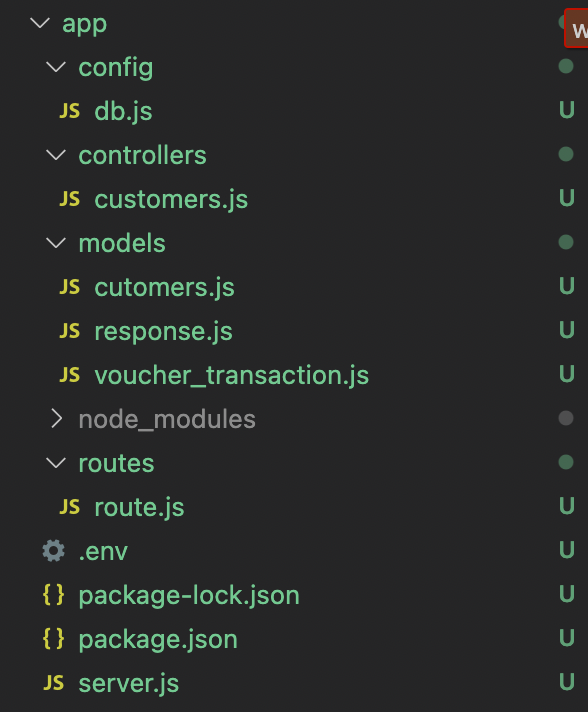 app W
config
JS db.js U
controllers
JS customers.js U
models
JS cutomers.js U
JS response.js U
JS voucher_transaction.js U
node_modules
routes
JS route.js U
.env U
{} package-lock.json U
{} package.json U
JS server.js U